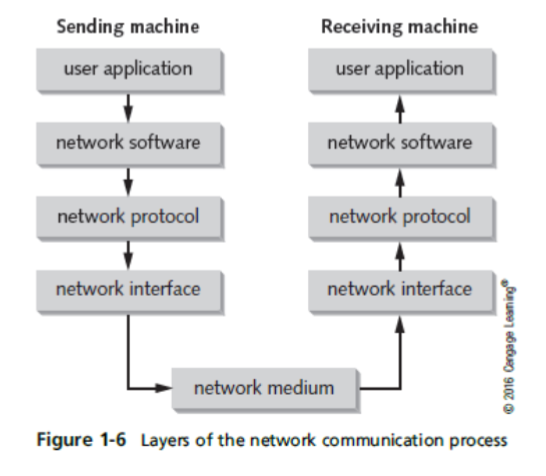 Sending machine
Receiving machine
user application
user application
network software
network software
network protocol
network protocol
network interface
network interface
network medium
© 2016 Cengage Learning®
Figure 1-6 Layers of the network communication process